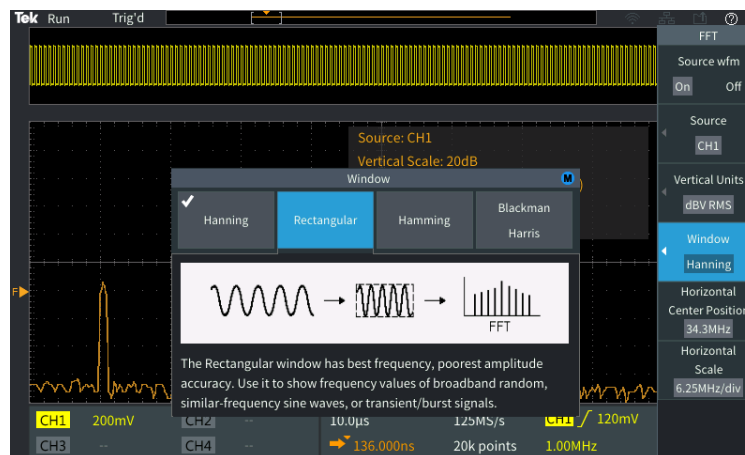 Tek Run Trig'd
FFT
Source wfm
On Off
Source
CH1
Vertical Units
dBV RMS
Window
Hanning
Horizontal
Center Position
34.3MHz
Horizontal
Scale
6.25MHz/div
Source: CH1
Vertical Scale: 20dB
)
Window M
Hanning
Rectangular
Hamming
Blackman
Harris
FFT
The Rectangular window has best frequency, poorest amplitude
accuracy. Use it to show frequency values of broadband random,
similar-frequency sine waves, or transient/burst signals.
F
CH1 200mV CH2 -- 10.0µs 125MS/s CH1 120mV
CH3 -- CH4 -- 136.000ns 20k points 1.00MHz